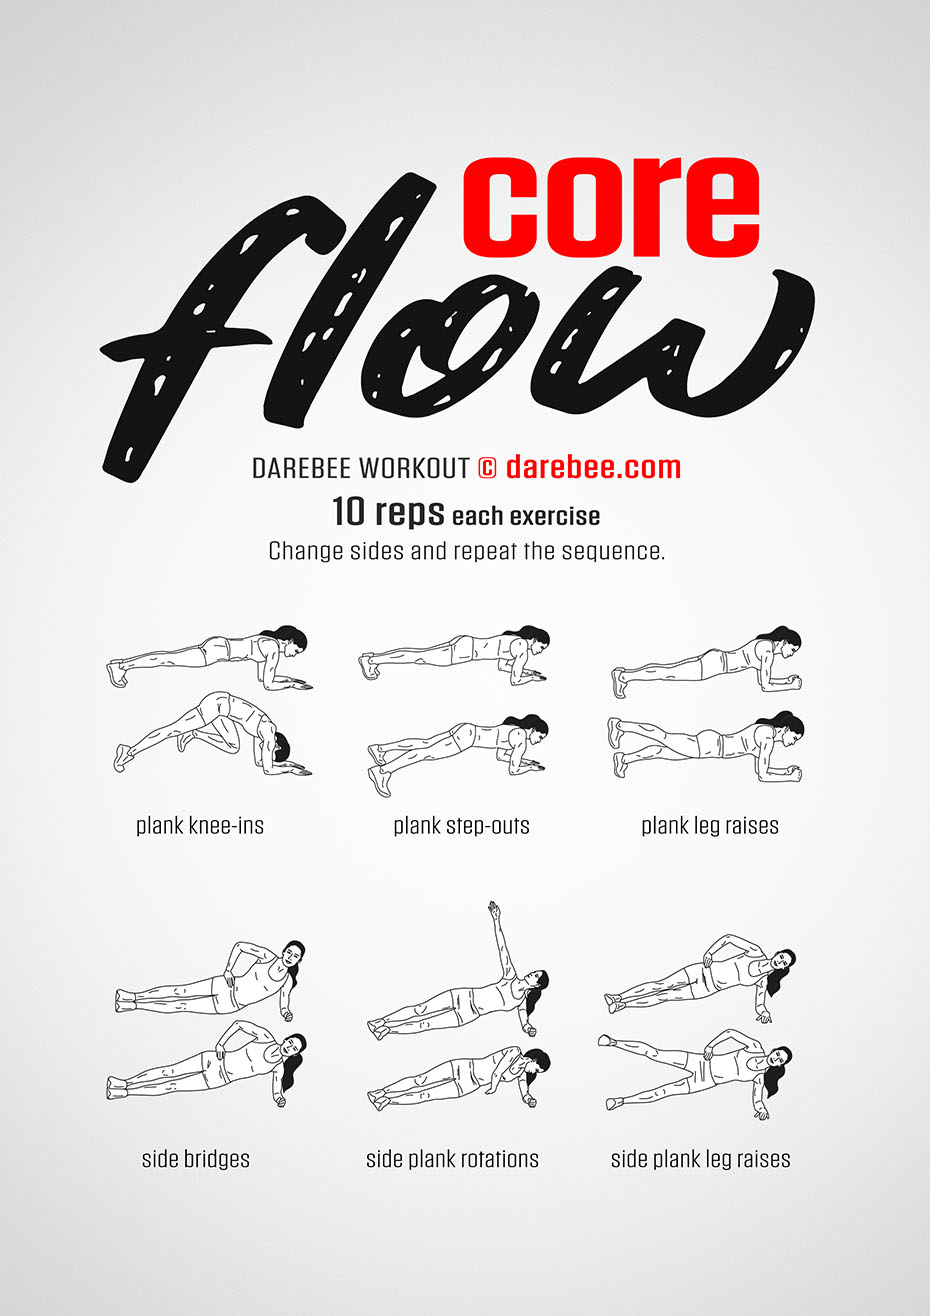 core
flow
DAREBEE WORKOUT © darebee.com
10 reps each exercise
Change sides and repeat the sequence.
plank knee-ins
plank step-outs
plank leg raises
side bridges
side plank rotations
side plank leg raises